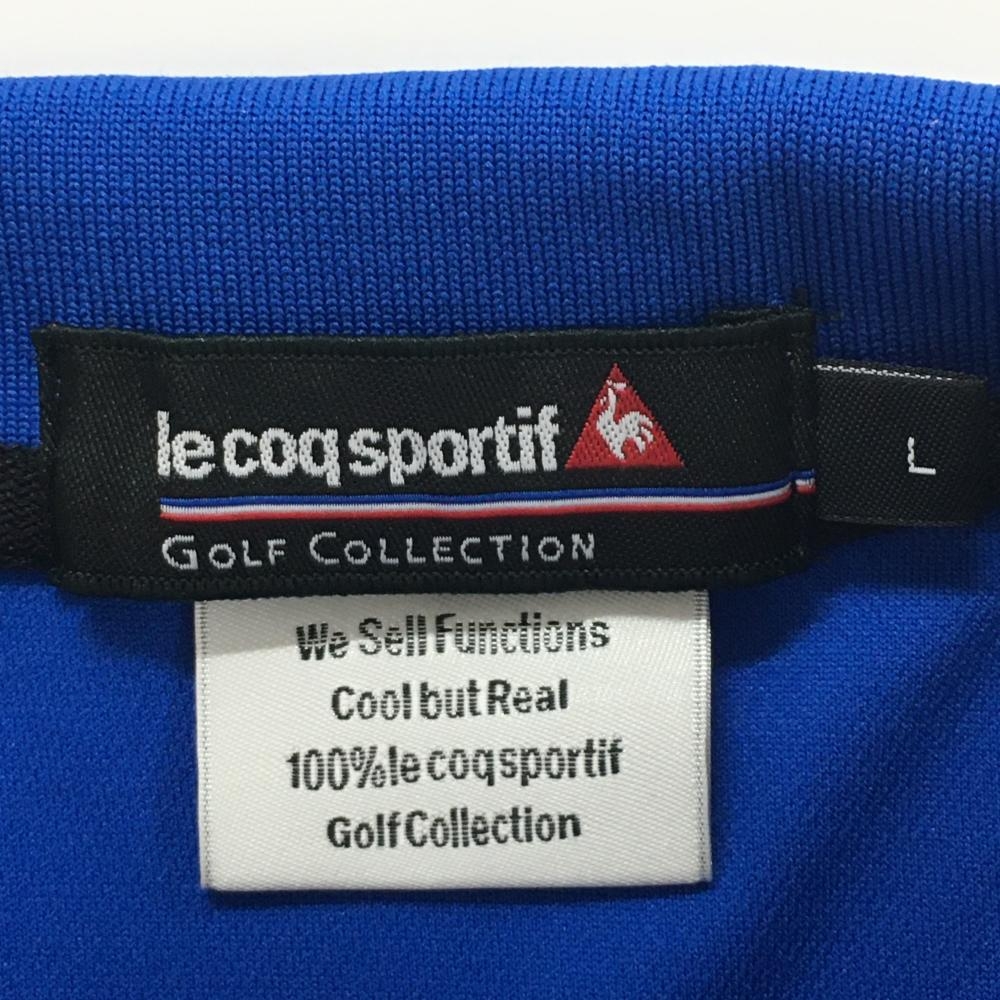 le coq sportif
GOLF COLLECTION
L
We Sell Functions
Cool but Real
100% le coq sportif
Golf Collection